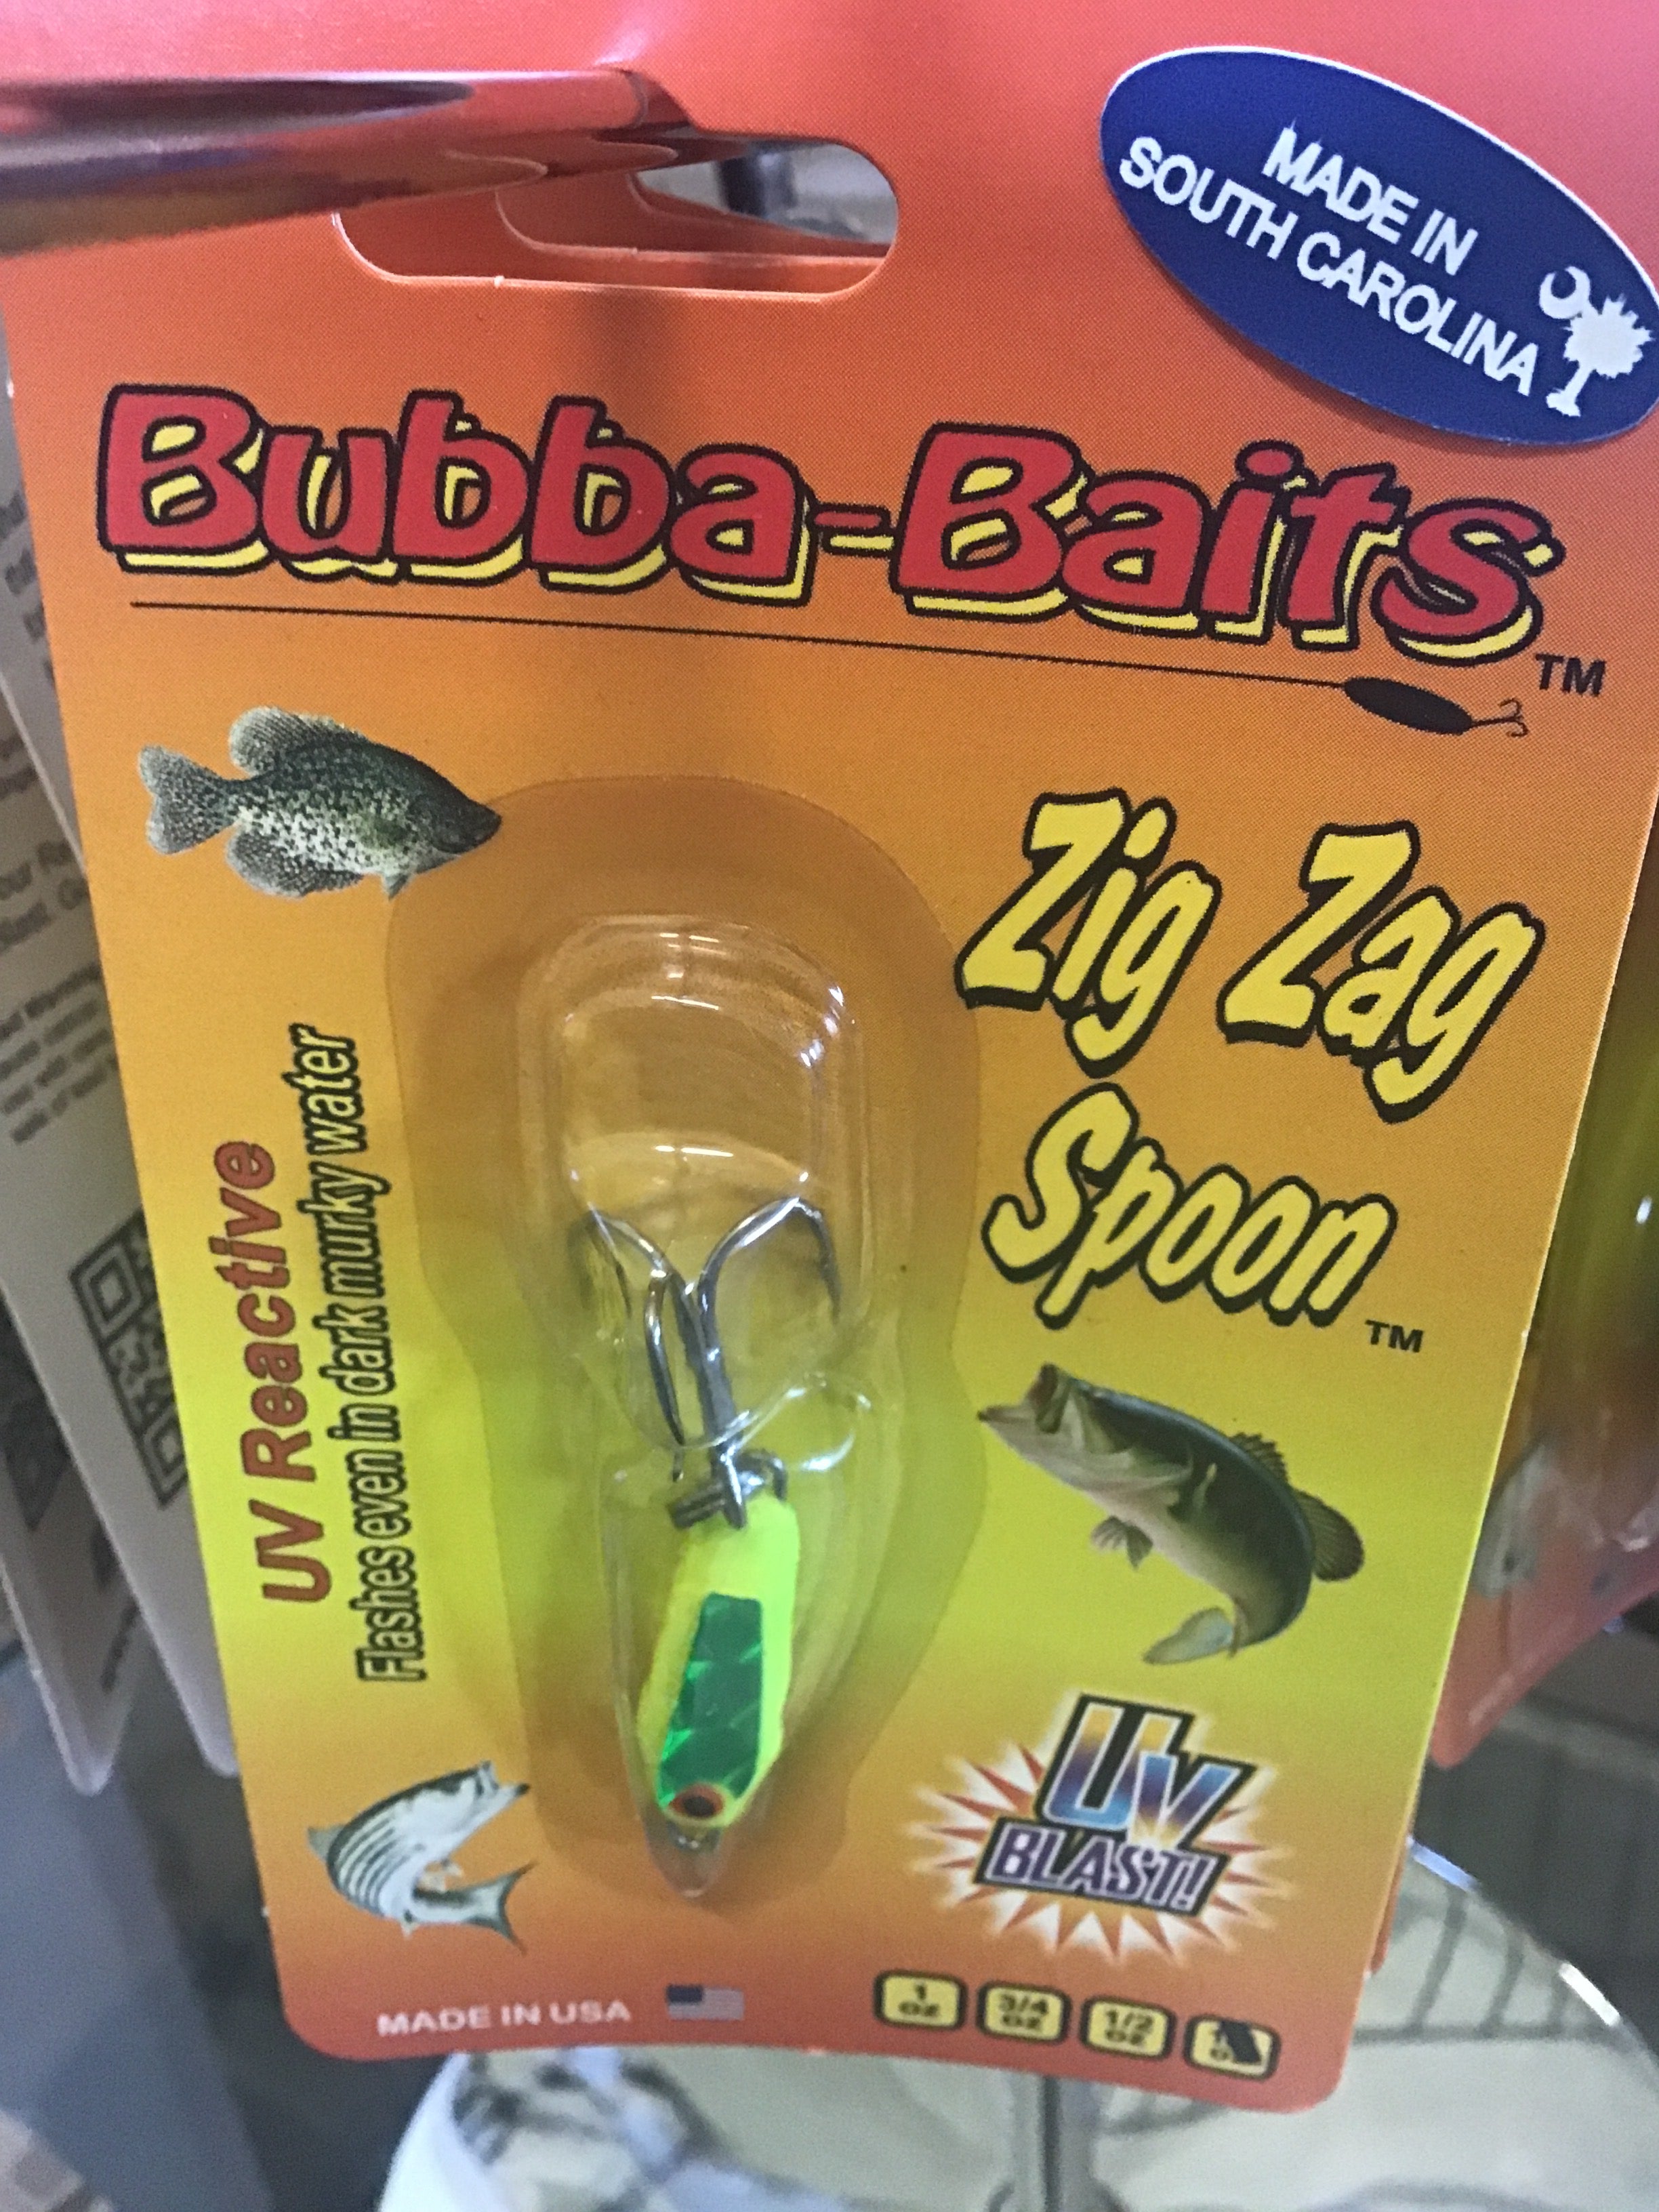 MADE IN
SOUTH CAROLINA
Bubba-Baits
TM
Zig Zag
Spoon
TM
UV Reactive
Flashes even in dark murky water
UV
BLAST!
MADE IN USA
1
oz
3/4
oz
1/2
oz